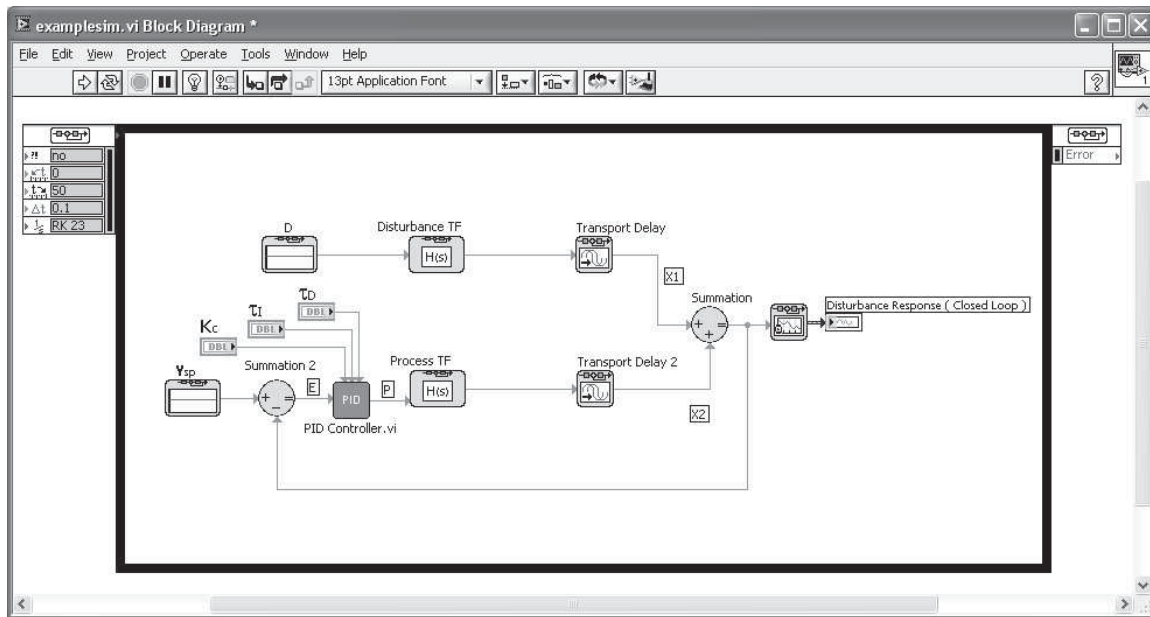 examplesim.vi Block Diagram *
File Edit View Project Operate Tools Window Help
13pt Application Font
?
1
?! no
0
50
Δt 0.1
RK 23
Error
D
Disturbance TF
H(s)
Transport Delay
X1
τI
DBL
τD
DBL
Kc
DBL
Summation
+ =
+
Disturbance Response ( Closed Loop )
Ysp
Summation 2
+ =
−
E
PID
PID Controller.vi
P
Process TF
H(s)
Transport Delay 2
X2